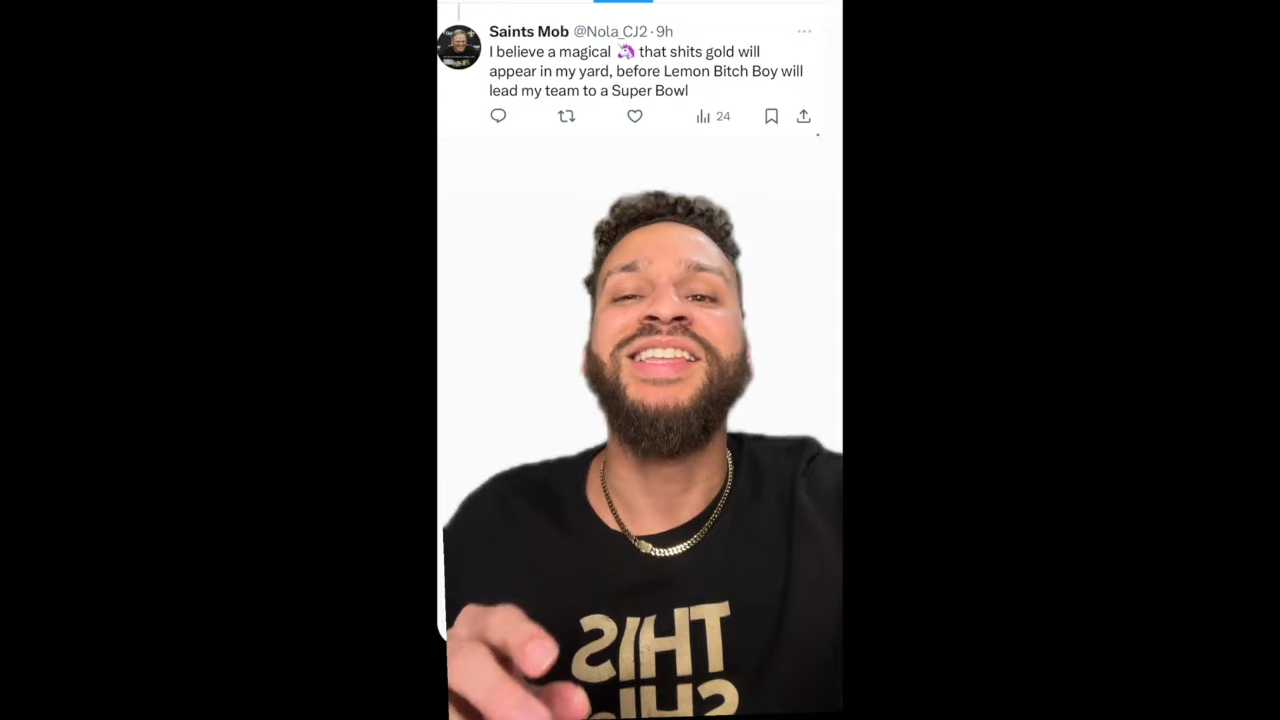 Saints Mob @Nola_CJ2 · 9h
I believe a magical 🦄 that shits gold will
appear in my yard, before Lemon Bitch Boy will
lead my team to a Super Bowl
24
THIS